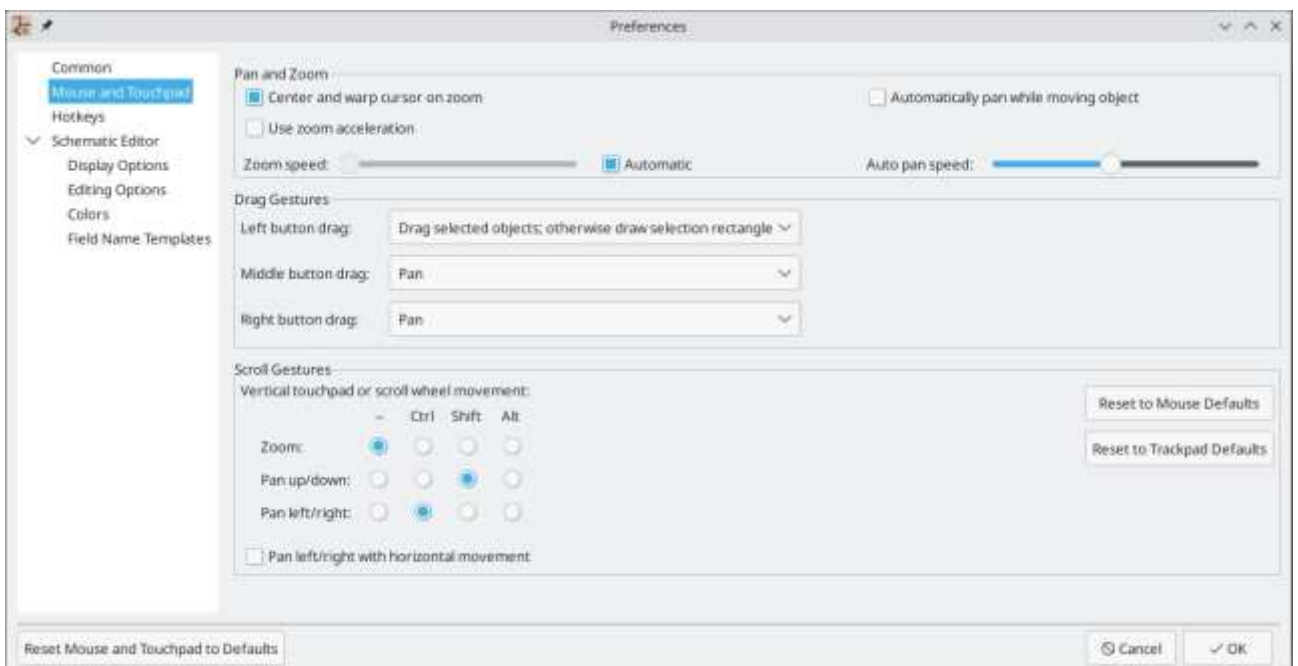 Preferences
Common
Mouse and Touchpad
Hotkeys
Schematic Editor
Display Options
Editing Options
Colors
Field Name Templates
Pan and Zoom
Center and warp cursor on zoom
Automatically pan while moving object
Use zoom acceleration
Zoom speed:
Automatic
Auto pan speed:
Drag Gestures
Left button drag: Drag selected objects; otherwise draw selection rectangle
Middle button drag: Pan
Right button drag: Pan
Scroll Gestures
Vertical touchpad or scroll wheel movement:
-- Ctrl Shift Alt
Zoom:
Pan up/down:
Pan left/right:
Pan left/right with horizontal movement
Reset to Mouse Defaults
Reset to Trackpad Defaults
Reset Mouse and Touchpad to Defaults
Cancel
OK